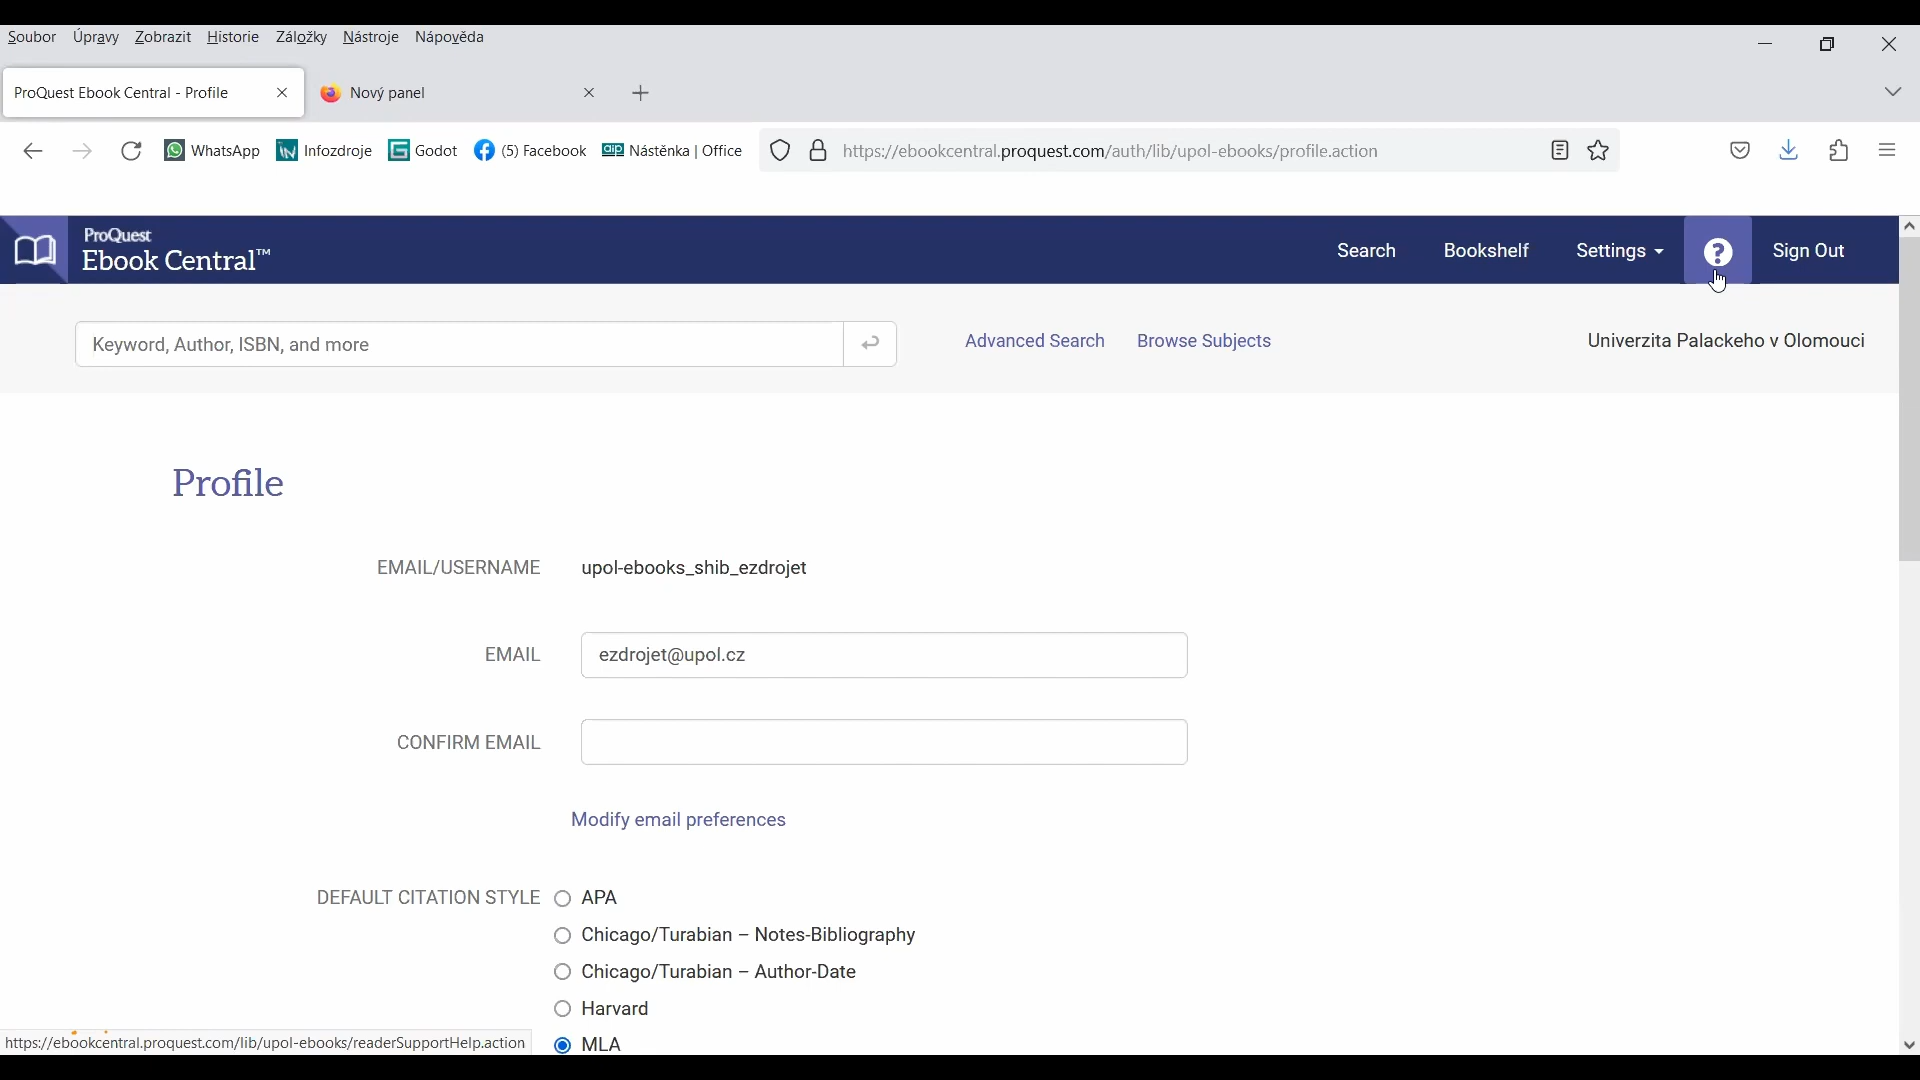 Soubor Úpravy Zobrazit Historie Záložky Nástroje Nápověda
ProQuest Ebook Central - Profile
Nový panel
WhatsApp Infozdroje Godot (5) Facebook Nástěnka | Office
https://ebookcentral.proquest.com/auth/lib/upol-ebooks/profile.action
ProQuest
Ebook Central™
Search Bookshelf Settings ? Sign Out
Keyword, Author, ISBN, and more
Advanced Search Browse Subjects
Univerzita Palackeho v Olomouci
Profile
EMAIL/USERNAME upol-ebooks_shib_ezdrojet
EMAIL ezdrojet@upol.cz
CONFIRM EMAIL
Modify email preferences
DEFAULT CITATION STYLE APA
Chicago/Turabian – Notes-Bibliography
Chicago/Turabian – Author-Date
Harvard
MLA
https://ebookcentral.proquest.com/lib/upol-ebooks/readerSupportHelp.action